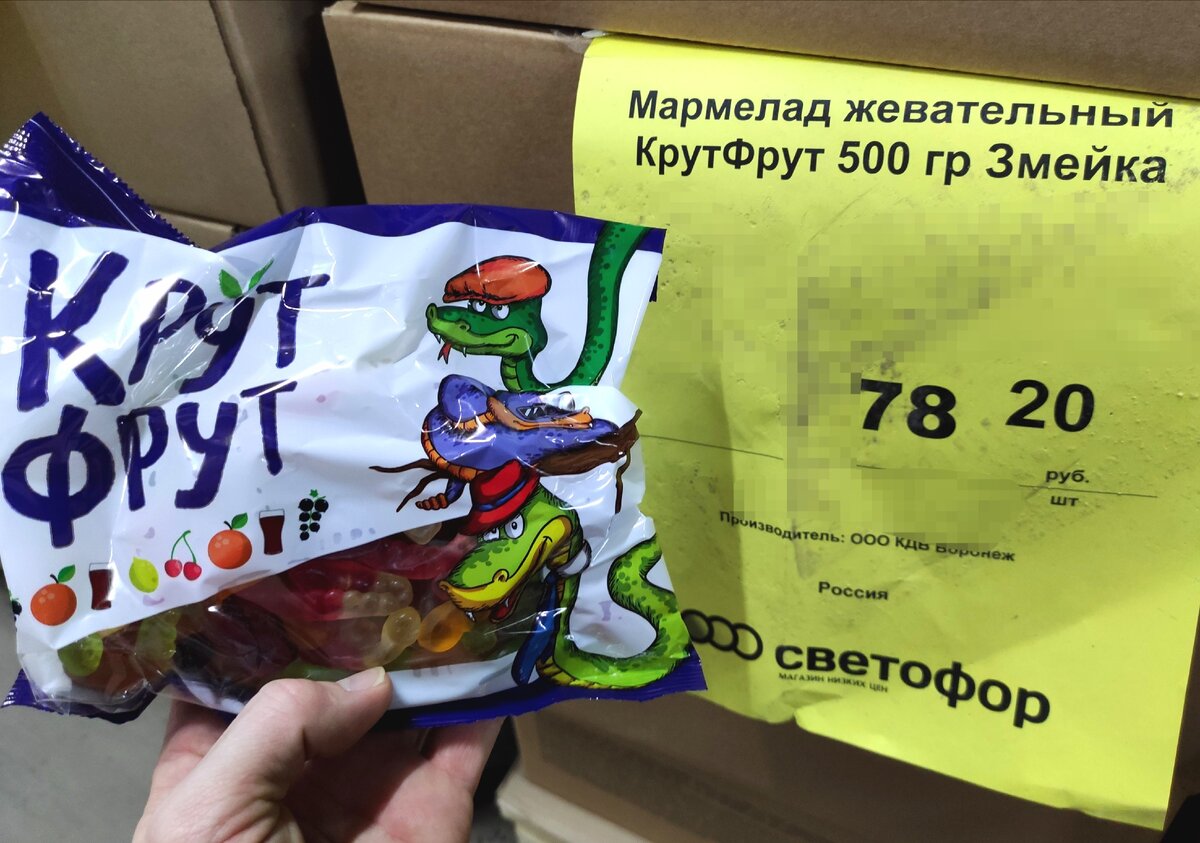 Крут
Фрут
Мармелад жевательный
КрутФрут 500 гр Змейка
78 20
руб.
шт
Производитель: ООО КДВ Воронеж
Россия
светофор
МАГАЗИН НИЗКИХ ЦЕН